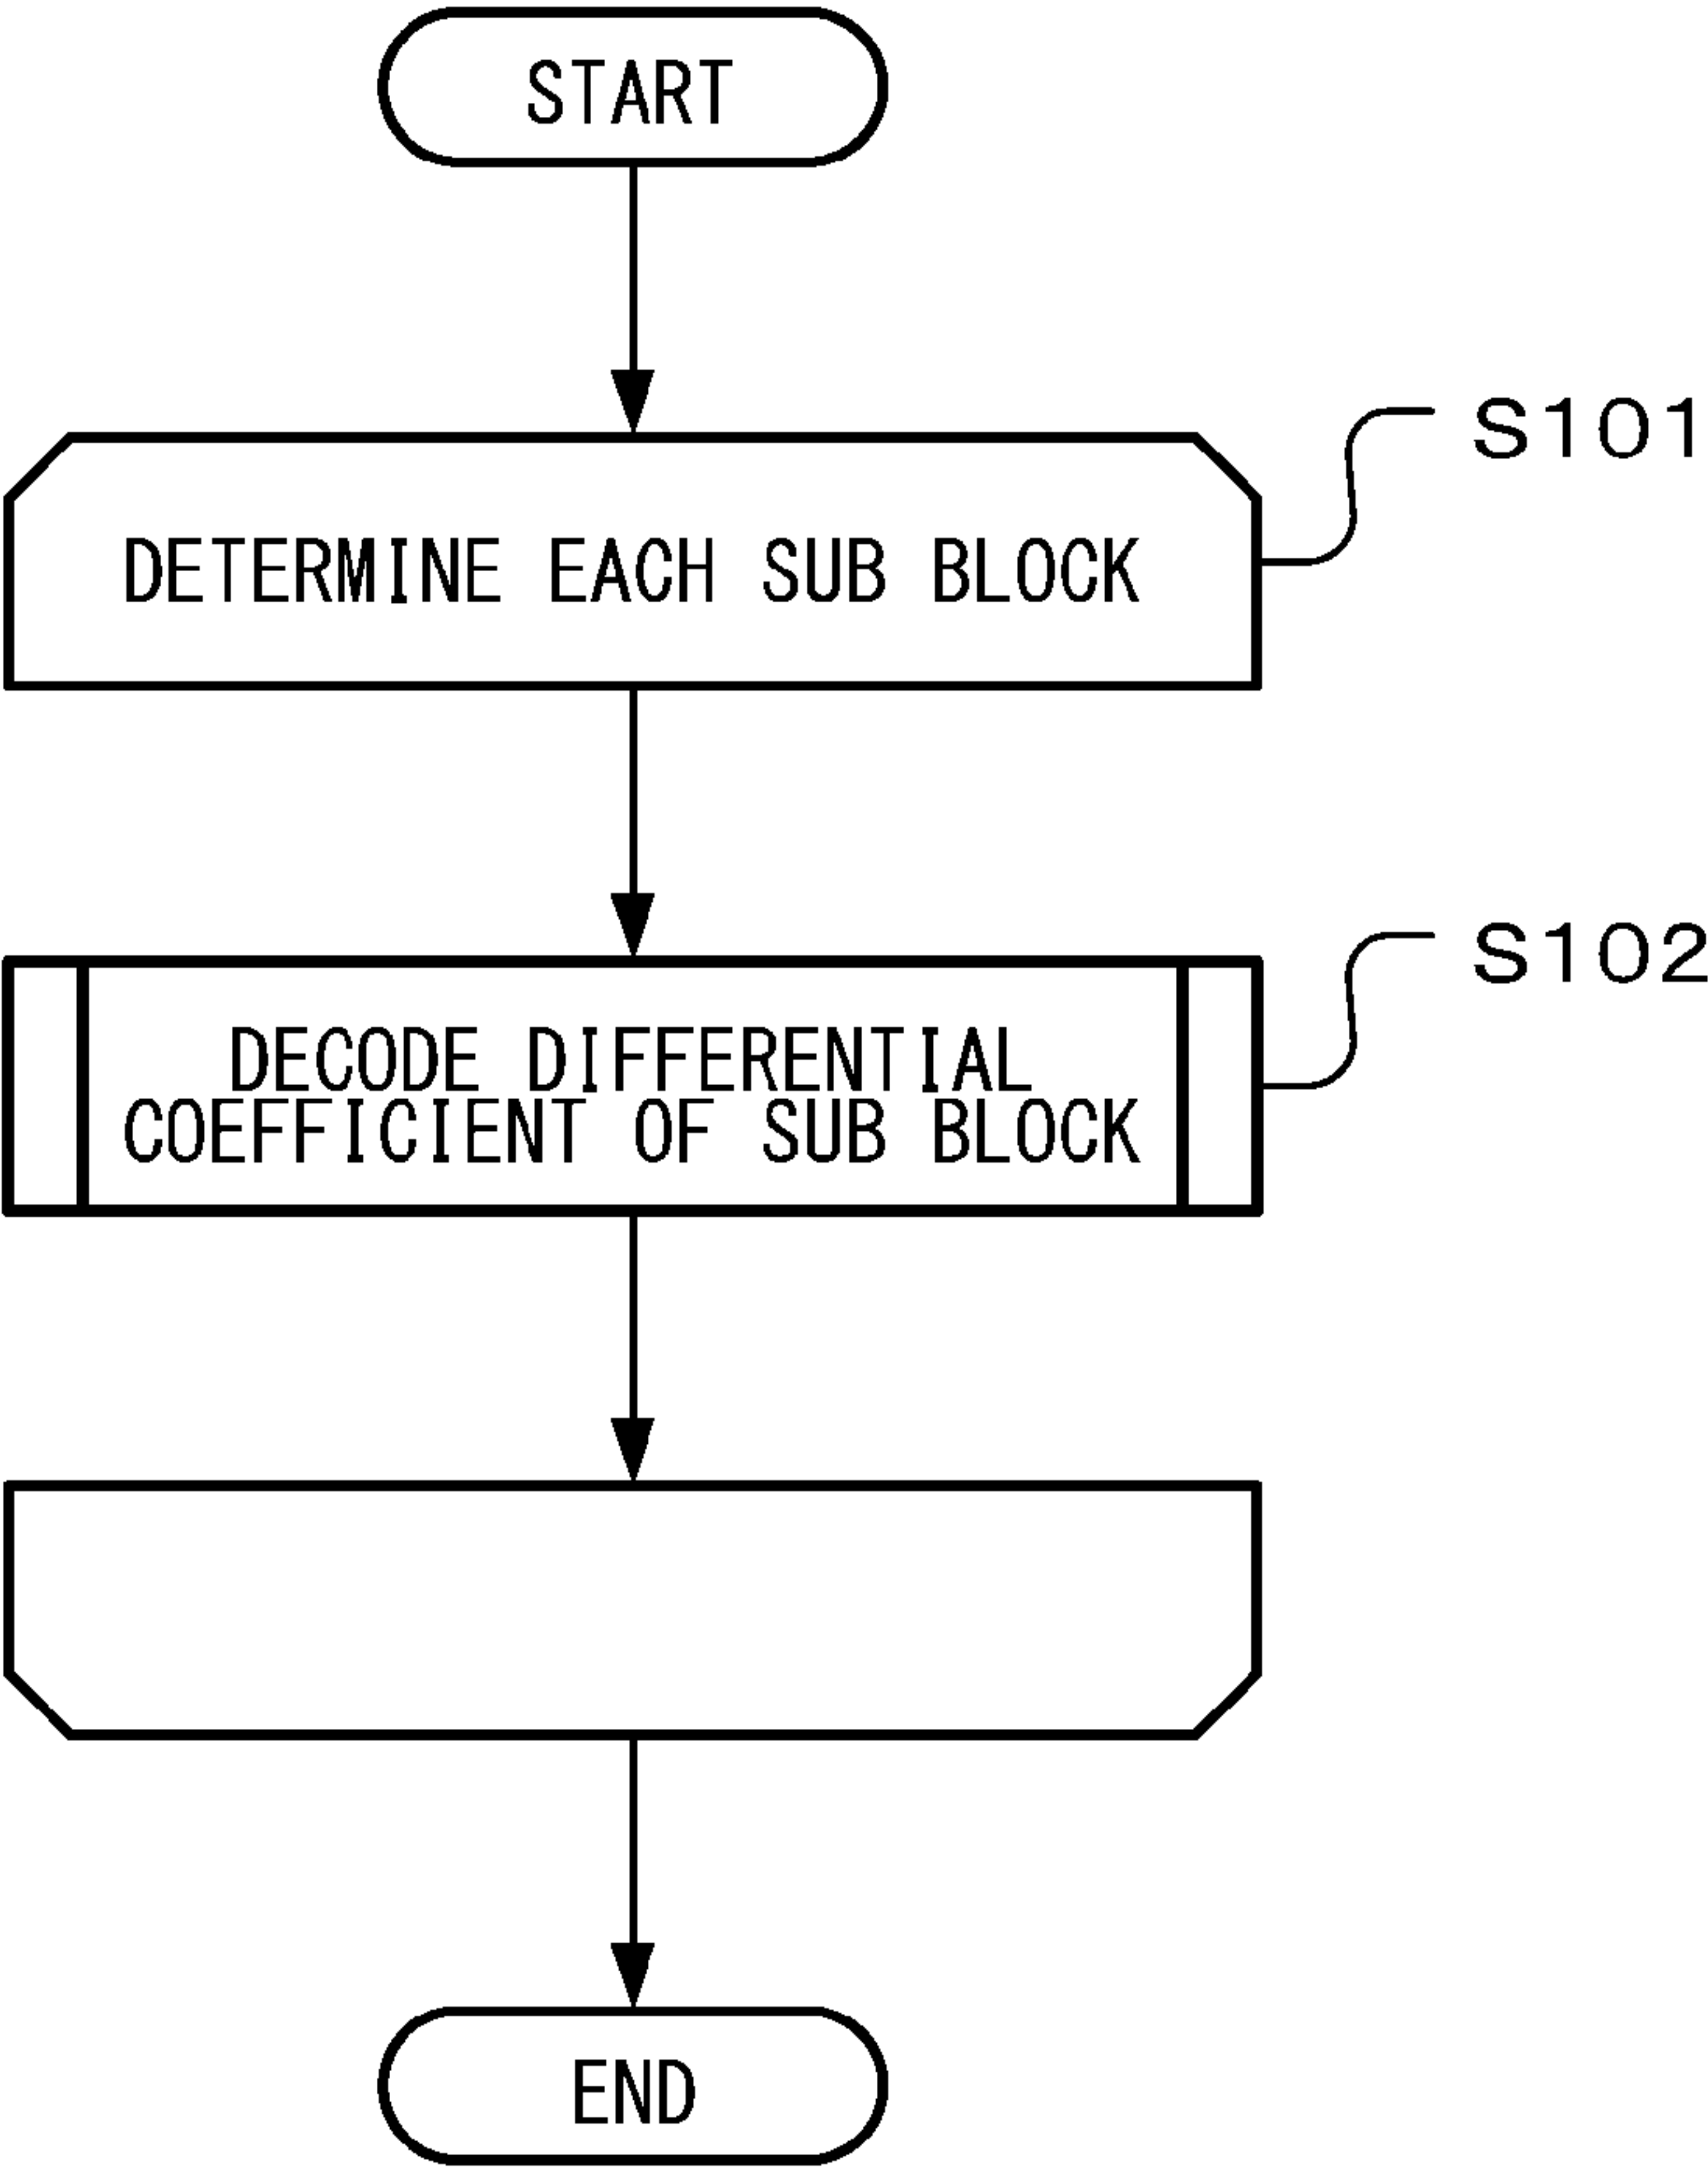 START
S101
DETERMINE EACH SUB BLOCK
S102
DECODE DIFFERENTIAL
COEFFICIENT OF SUB BLOCK
END